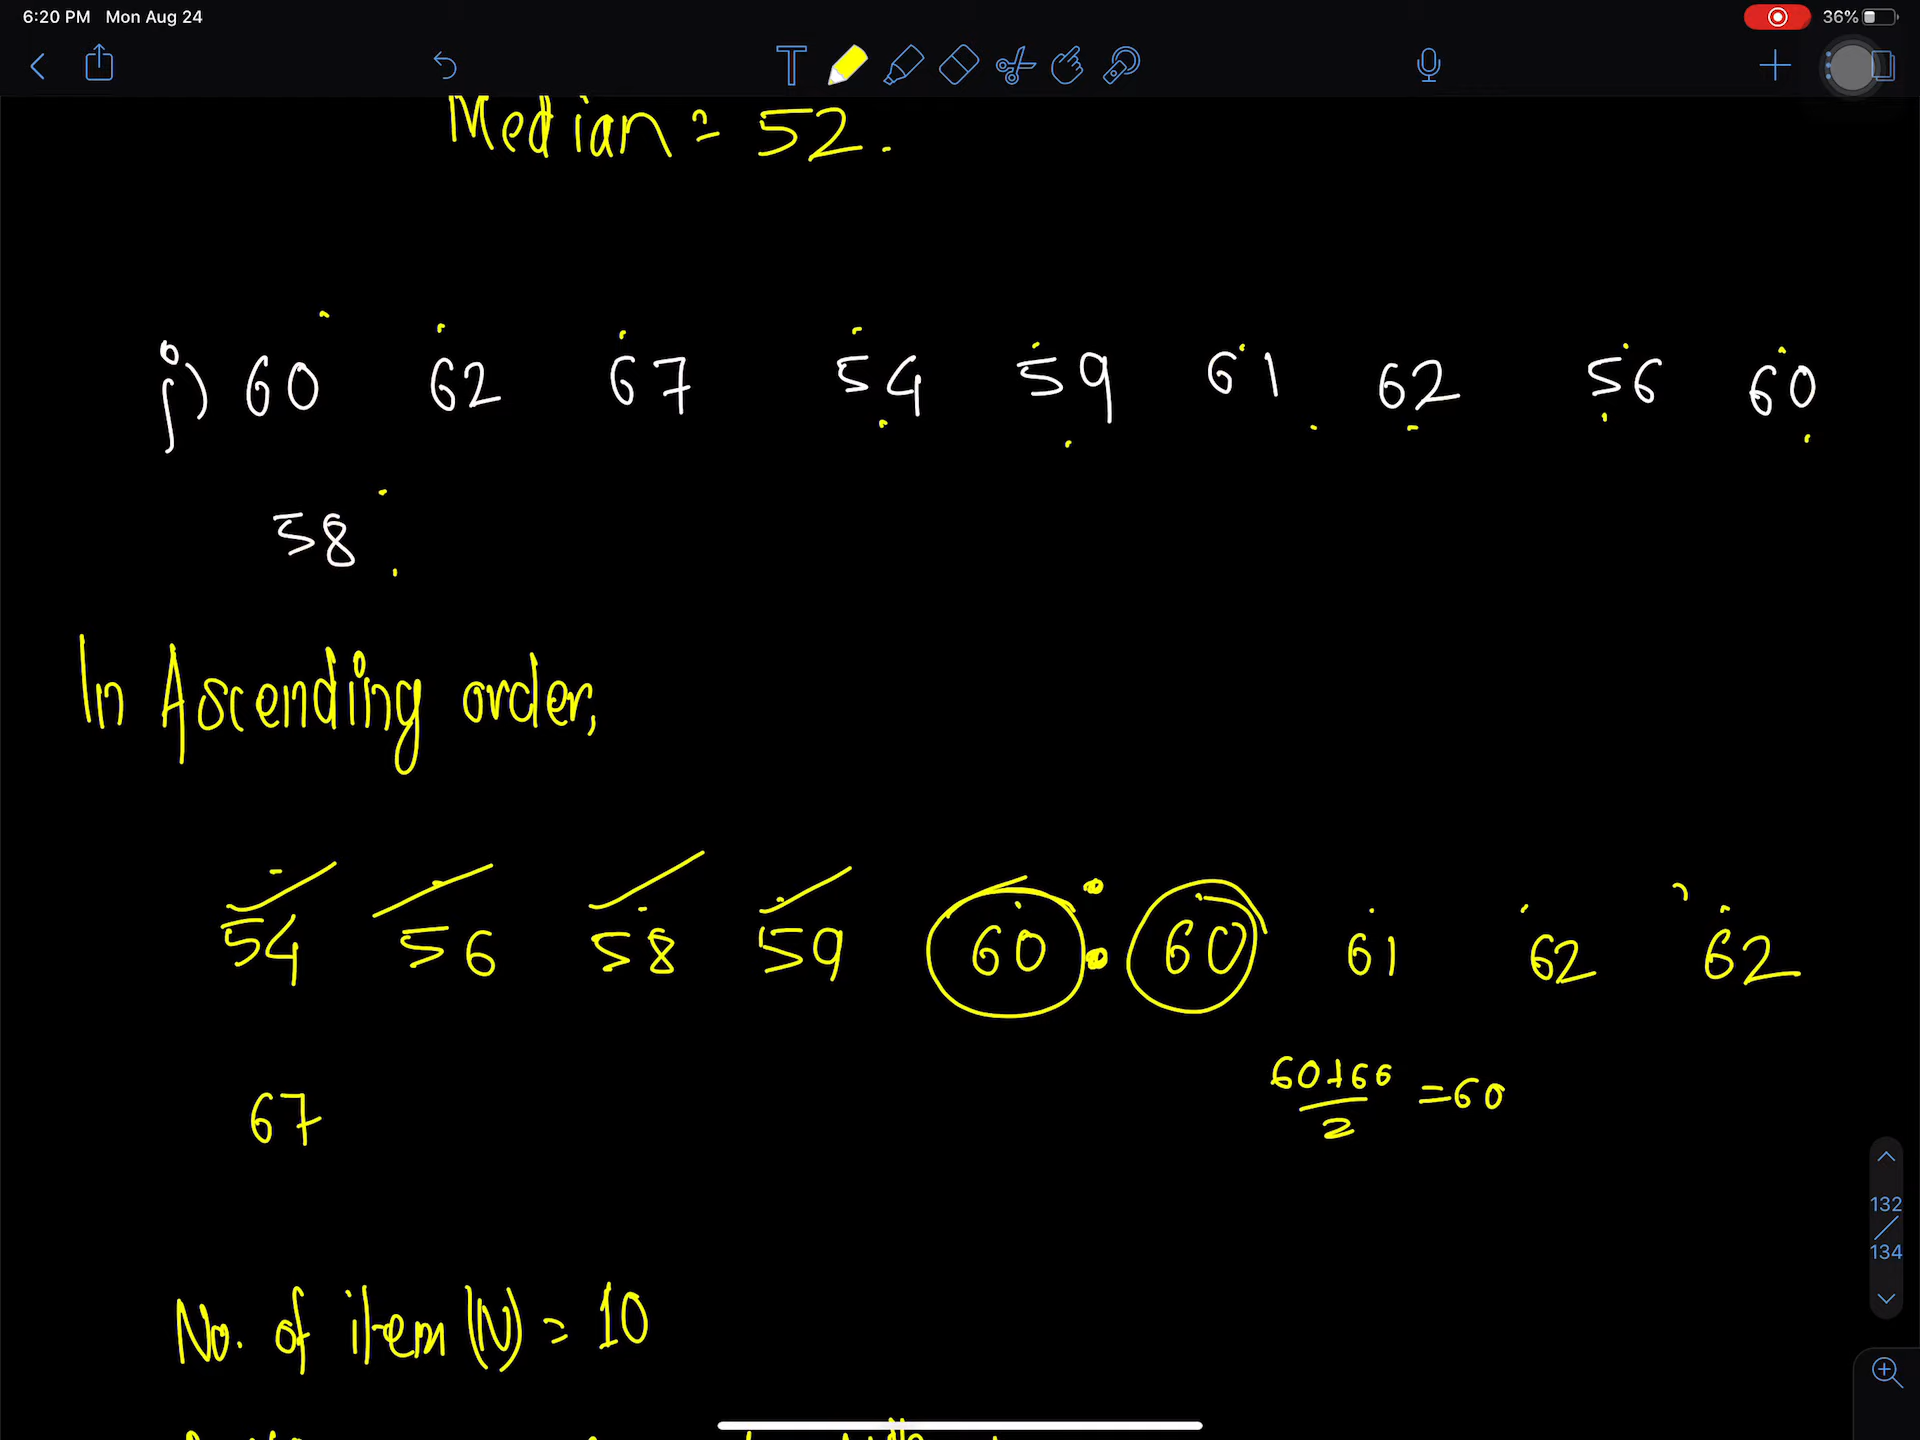 6:20 PM Mon Aug 24
36%
Median = 52.
j) 60 62 67 54 59 61 62 56 60
58
In Ascending order,
54 56 58 59 60 : 60 61 62 62
67
60+60
2
=60
No. of item (N) = 10
132
134